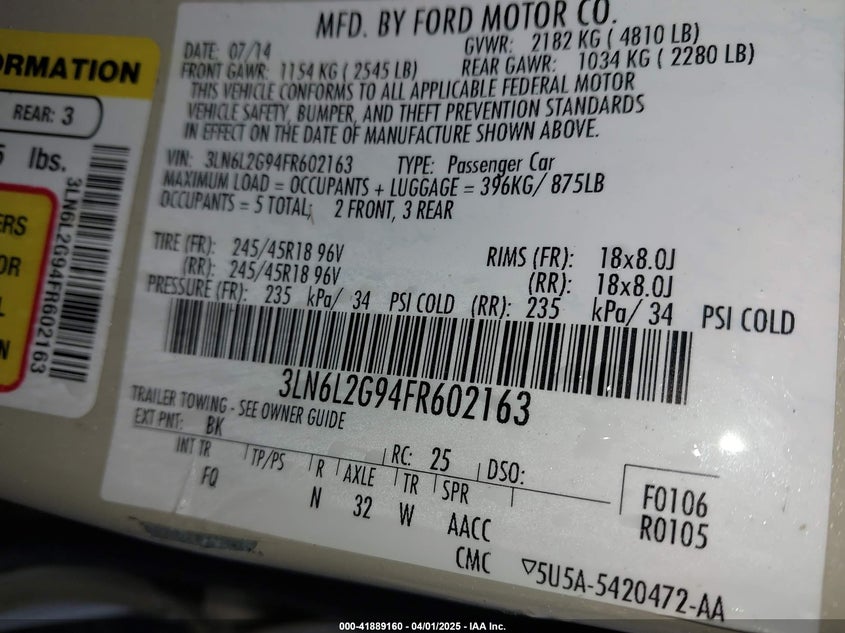 MFD. BY FORD MOTOR CO.
DATE: 07/14 GVWR: 2182 KG ( 4810 LB)
FRONT GAWR: 1154 KG ( 2545 LB) REAR GAWR: 1034 KG ( 2280 LB)
THIS VEHICLE CONFORMS TO ALL APPLICABLE FEDERAL MOTOR
VEHICLE SAFETY, BUMPER, AND THEFT PREVENTION STANDARDS
IN EFFECT ON THE DATE OF MANUFACTURE SHOWN ABOVE.
VIN: 3LN6L2G94FR602163 TYPE: Passenger Car
MAXIMUM LOAD = OCCUPANTS + LUGGAGE = 396KG/ 875LB
OCCUPANTS = 5 TOTAL; 2 FRONT, 3 REAR
TIRE (FR): 245/45R18 96V RIMS (FR): 18x8.0J
(RR): 245/45R18 96V (RR): 18x8.0J
PRESSURE (FR): 235 kPa/ 34 PSI COLD (RR): 235 kPa/ 34 PSI COLD
3LN6L2G94FR602163
TRAILER TOWING - SEE OWNER GUIDE
EXT PNT: BK RC: 25 DSO:
INT TR TP/PS R AXLE TR SPR
FQ N 32 W AACC
CMC
F0106
R0105
▽5U5A-5420472-AA
ORMATION
REAR: 3
5 lbs.
3LN6L2G94FR602163
ERS
OR
L
N
000-41889160 - 04/01/2025 - IAA Inc.